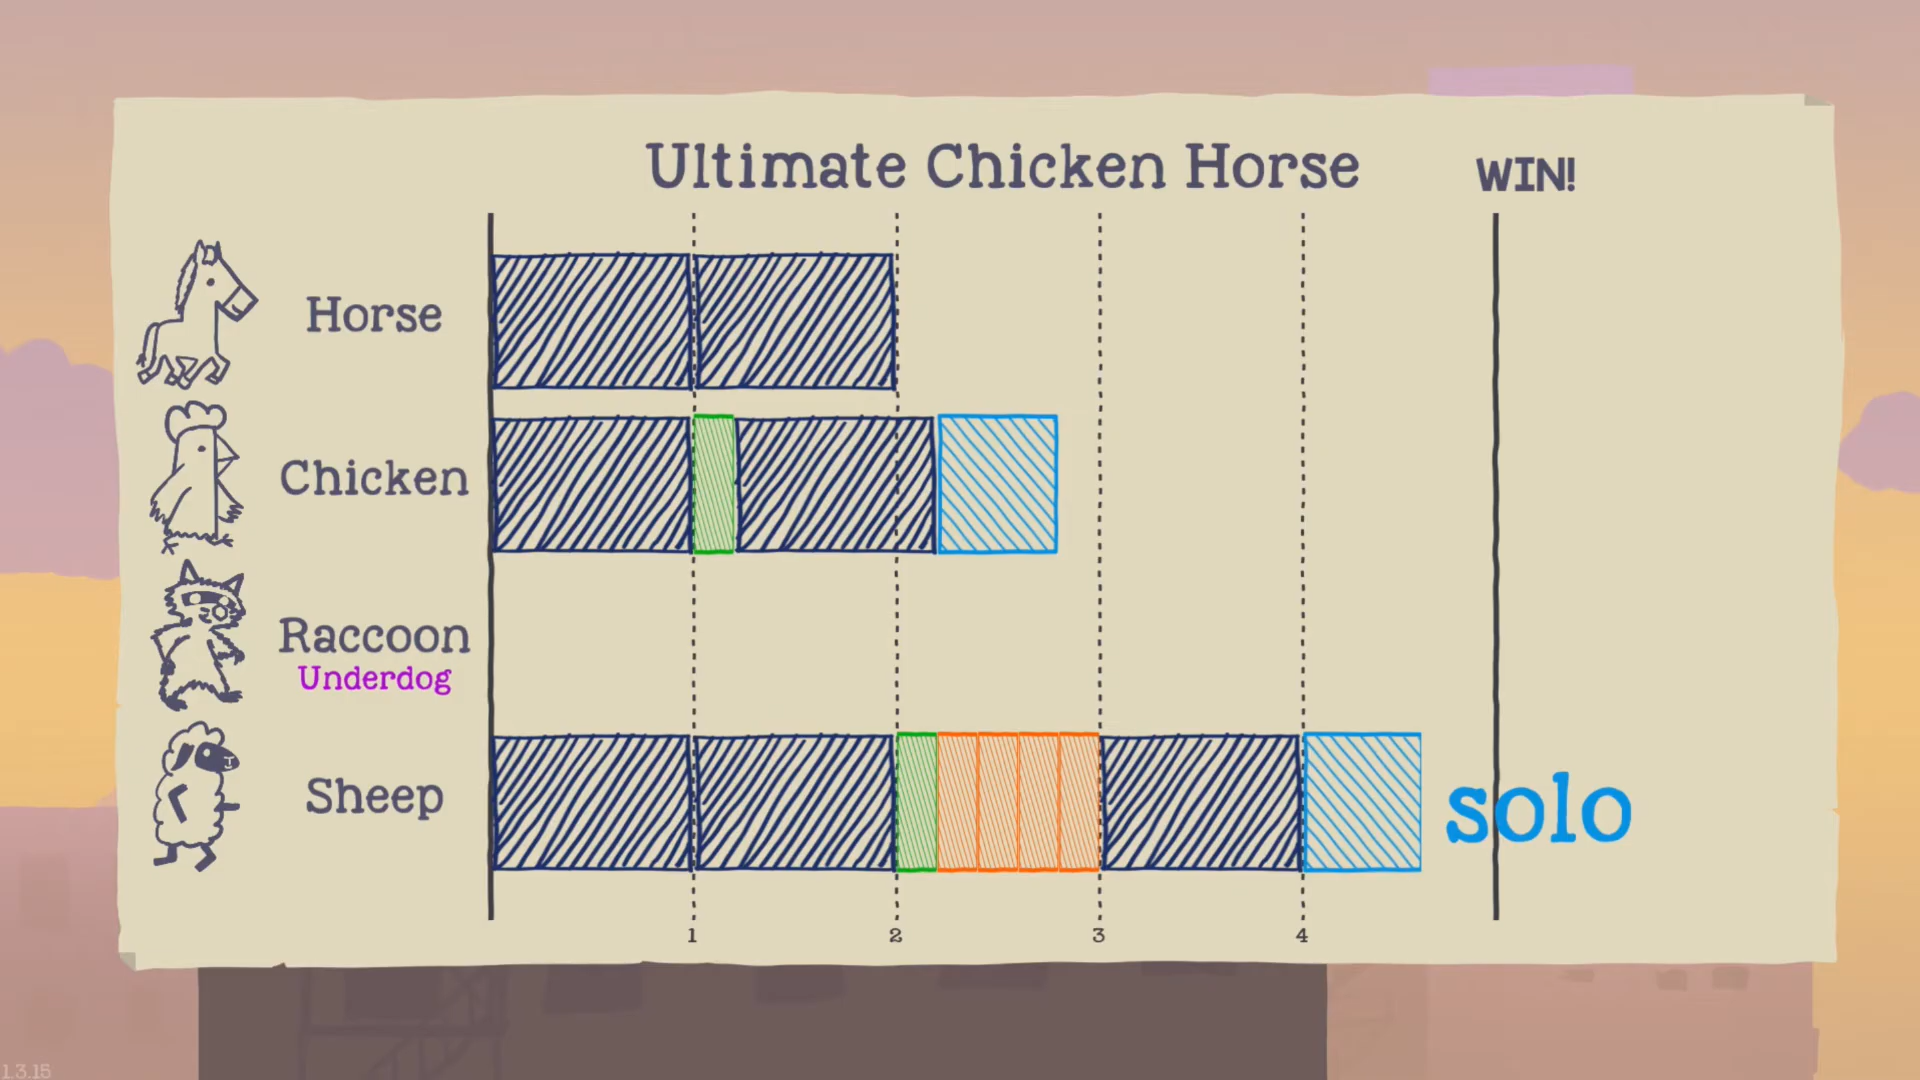 Ultimate Chicken Horse
WIN!
Horse
Chicken
Raccoon
Underdog
Sheep
solo
1 2 3 4
1.3.15